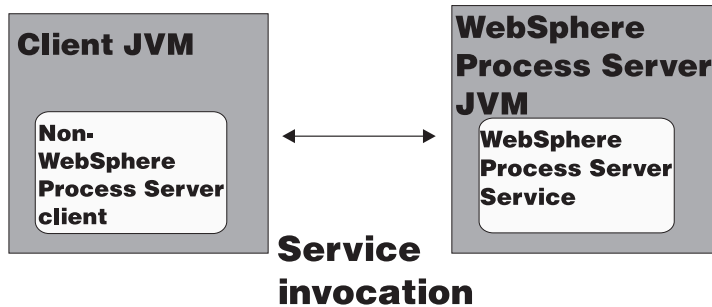 Client JVM
Non-
WebSphere
Process Server
client
WebSphere
Process Server
JVM
WebSphere
Process Server
Service
Service
invocation